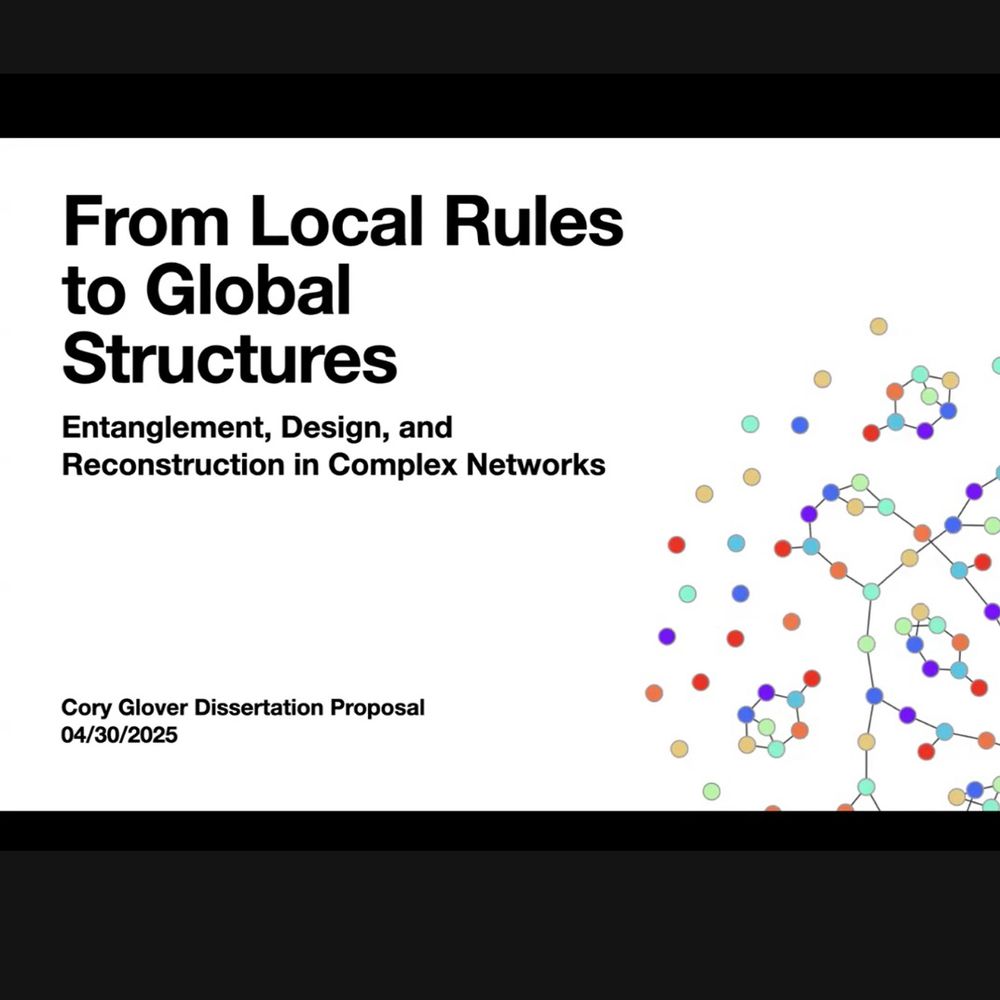 From Local Rules
to Global
Structures
Entanglement, Design, and
Reconstruction in Complex Networks
Cory Glover Dissertation Proposal
04/30/2025